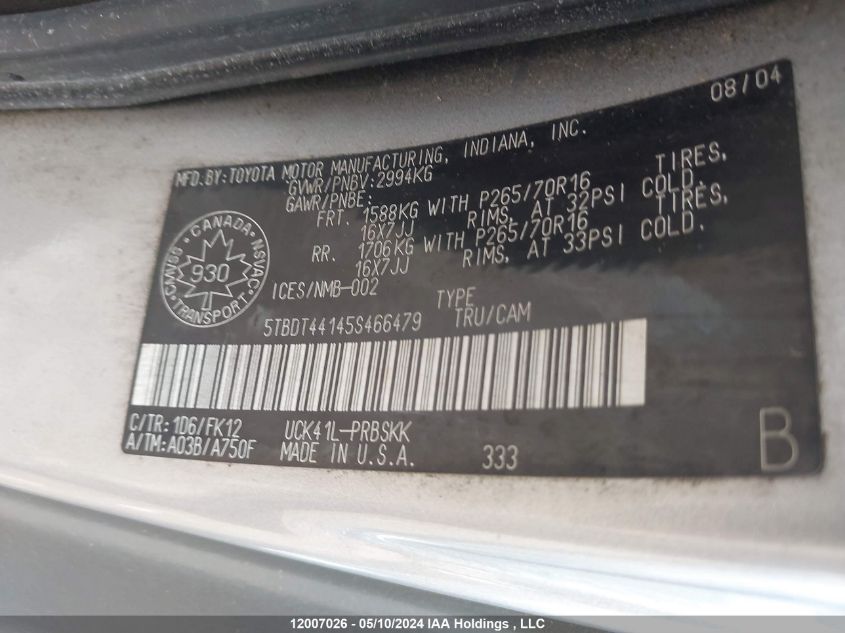 08/04
MFD.BY:TOYOTA MOTOR MANUFACTURING, INDIANA, INC.
GVWR/PNBV:2994KG
GAWR/PNBE:
FRT. 1588KG WITH P265/70R16 TIRES,
16X7JJ RIMS, AT 32PSI COLD.
RR. 1706KG WITH P265/70R16 TIRES,
16X7JJ RIMS, AT 33PSI COLD.
CANADA
CMVSS 930 NSVAC
TRANSPORT
ICES/NMB-002
5TBDT44145S466479
TYPE
TRU/CAM
C/TR:1D6/FK12 UCK41L-PRBSKK
A/TM:A03B/A750F MADE IN U.S.A. 333
B
12007026 - 05/10/2024 IAA Holdings , LLC